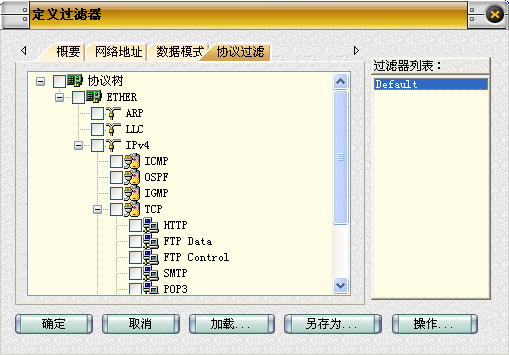 定义过滤器
概要 网络地址 数据模式 协议过滤
过滤器列表：
Default
协议树
ETHER
ARP
LLC
IPv4
ICMP
OSPF
IGMP
TCP
HTTP
FTP Data
FTP Control
SMTP
POP3
确定 取消 加载... 另存为... 操作...